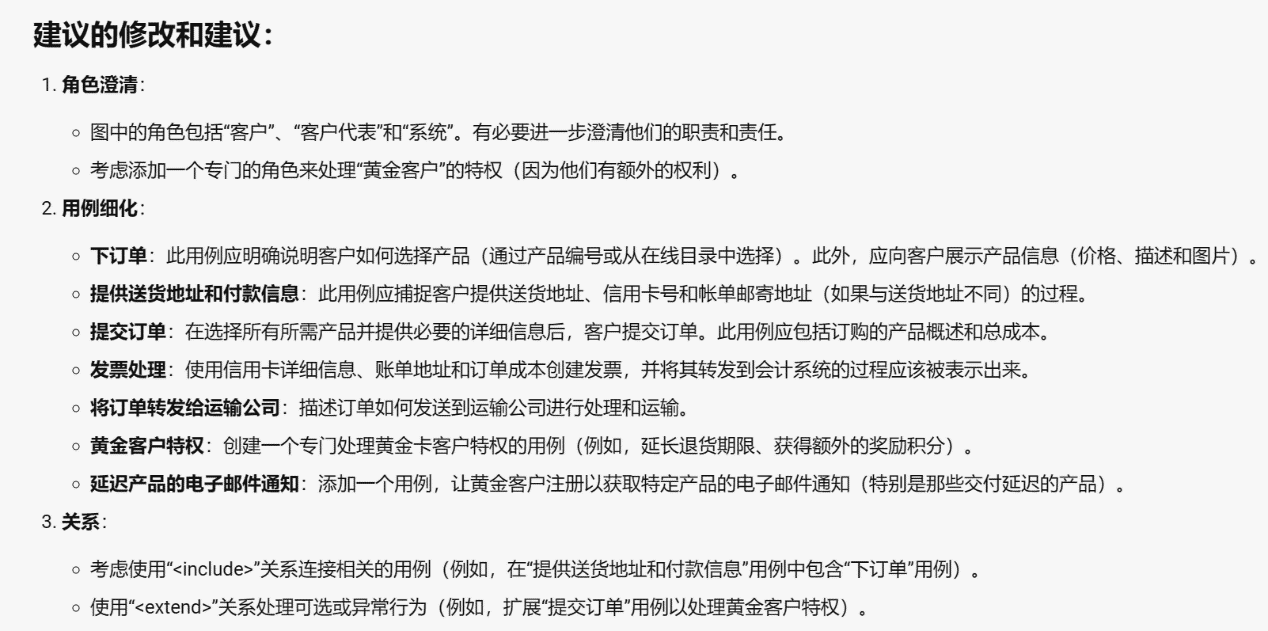 建议的修改和建议：
1. 角色澄清：
○ 图中的角色包括“客户”、“客户代表”和“系统”。有必要进一步澄清他们的职责和责任。
○ 考虑添加一个专门的角色来处理“黄金客户”的特权（因为他们有额外的权利）。
2. 用例细化：
○ 下订单：此用例应明确说明客户如何选择产品（通过产品编号或从在线目录中选择）。此外，应向客户展示产品信息（价格、描述和图片）。
○ 提供送货地址和付款信息：此用例应捕捉客户提供送货地址、信用卡号和帐单邮寄地址（如果与送货地址不同）的过程。
○ 提交订单：在选择所有所需产品并提供必要的详细信息后，客户提交订单。此用例应包括订购的产品概述和总成本。
○ 发票处理：使用信用卡详细信息、账单地址和订单成本创建发票，并将其转发到会计系统的过程应该被表示出来。
○ 将订单转发给运输公司：描述订单如何发送到运输公司进行处理和运输。
○ 黄金客户特权：创建一个专门处理黄金卡客户特权的用例（例如，延长退货期限、获得额外的奖励积分）。
○ 延迟产品的电子邮件通知：添加一个用例，让黄金客户注册以获取特定产品的电子邮件通知（特别是那些交付延迟的产品）。
3. 关系：
○ 考虑使用“<include>”关系连接相关的用例（例如，在“提供送货地址和付款信息”用例中包含“下订单”用例）。
○ 使用“<extend>”关系处理可选或异常行为（例如，扩展“提交订单”用例以处理黄金客户特权）。